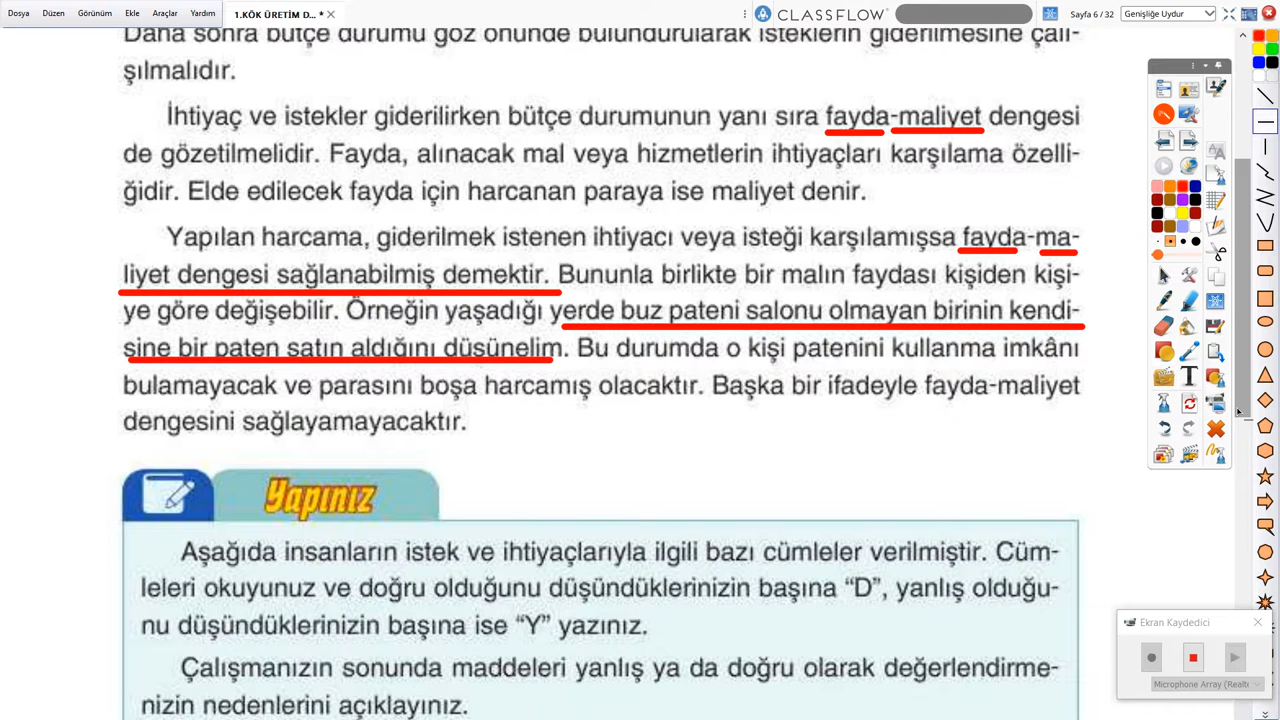 Dosya Düzen Görünüm Ekle Araçlar Yardım
1.KÖK ÜRETİM D... *
CLASSFLOW
Sayfa 6 / 32
Genişliğe Uydur
Daha sonra bütçe durumu göz önünde bulundurularak isteklerin giderilmesine çalı-
şılmalıdır.
İhtiyaç ve istekler giderilirken bütçe durumunun yanı sıra fayda-maliyet dengesi
de gözetilmelidir. Fayda, alınacak mal veya hizmetlerin ihtiyaçları karşılama özelli-
ğidir. Elde edilecek fayda için harcanan paraya ise maliyet denir.
Yapılan harcama, giderilmek istenen ihtiyacı veya isteği karşılamışsa fayda-ma-
liyet dengesi sağlanabilmiş demektir. Bununla birlikte bir malın faydası kişiden kişi-
ye göre değişebilir. Örneğin yaşadığı yerde buz pateni salonu olmayan birinin kendi-
sine bir paten satın aldığını düşünelim. Bu durumda o kişi patenini kullanma imkânı
bulamayacak ve parasını boşa harcamış olacaktır. Başka bir ifadeyle fayda-maliyet
dengesini sağlayamayacaktır.
Yapınız
Aşağıda insanların istek ve ihtiyaçlarıyla ilgili bazı cümleler verilmiştir. Cüm-
leleri okuyunuz ve doğru olduğunu düşündüklerinizin başına “D”, yanlış olduğu-
nu düşündüklerinizin başına ise “Y” yazınız.
Çalışmanızın sonunda maddeleri yanlış ya da doğru olarak değerlendirme-
nizin nedenlerini açıklayınız.
Ekran Kaydedici
Microphone Array (Realte